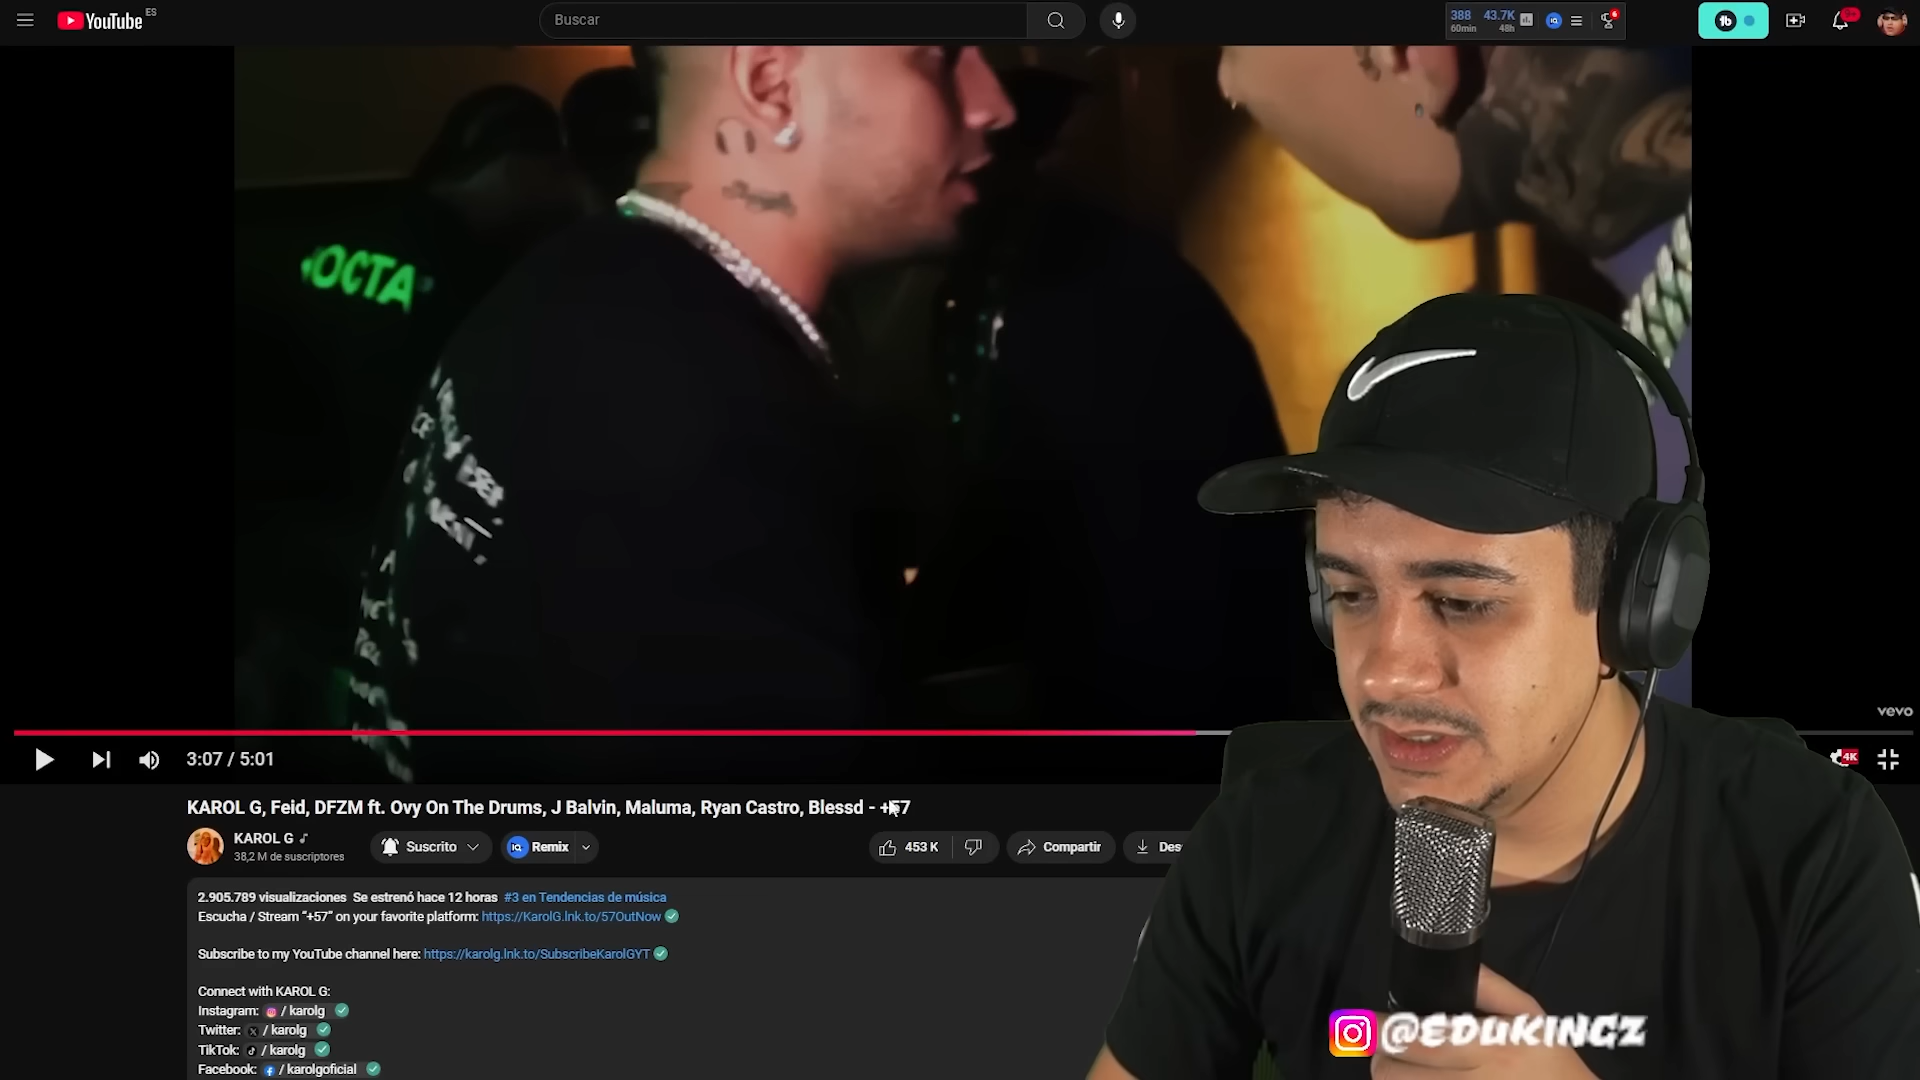 YouTube ES
Buscar
388 43.7K
60min 48h
6
9+
OCTA
vevo
3:07 / 5:01
4K
KAROL G, Feid, DFZM ft. Ovy On The Drums, J Balvin, Maluma, Ryan Castro, Blessd - +57
KAROL G
38,2 M de suscriptores
Suscrito
Remix
453 K
Compartir
2.905.789 visualizaciones Se estrenó hace 12 horas #3 en Tendencias de música
Escucha / Stream "+57" on your favorite platform: https://KarolG.lnk.to/57OutNow
Subscribe to my YouTube channel here: https://karolg.lnk.to/SubscribeKarolGYT
Connect with KAROL G:
Instagram: / karolg
Twitter: / karolg
TikTok: / karolg
Facebook: / karolgoficial
@EDUKINGZ